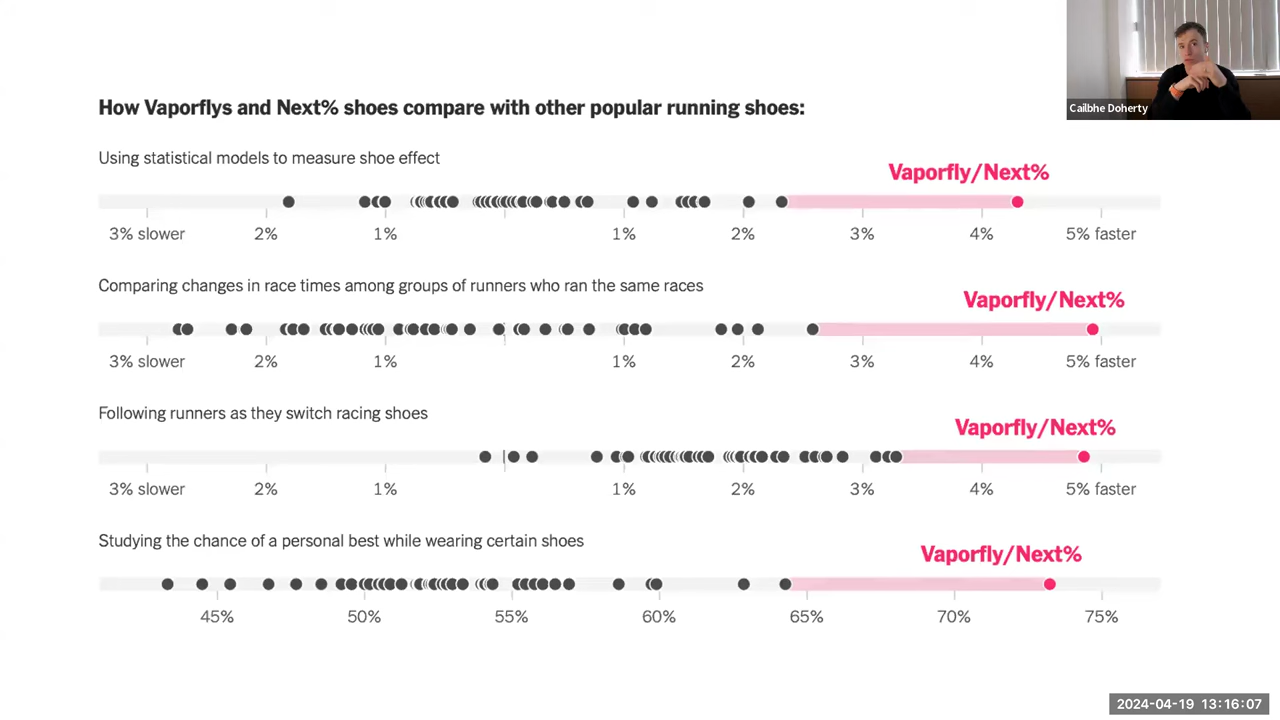 Cailbhe Doherty
How Vaporflys and Next% shoes compare with other popular running shoes:
Using statistical models to measure shoe effect
Vaporfly/Next%
3% slower 2% 1% 1% 2% 3% 4% 5% faster
Comparing changes in race times among groups of runners who ran the same races
Vaporfly/Next%
3% slower 2% 1% 1% 2% 3% 4% 5% faster
Following runners as they switch racing shoes
Vaporfly/Next%
3% slower 2% 1% 1% 2% 3% 4% 5% faster
Studying the chance of a personal best while wearing certain shoes
Vaporfly/Next%
45% 50% 55% 60% 65% 70% 75%
2024-04-19 13:16:07